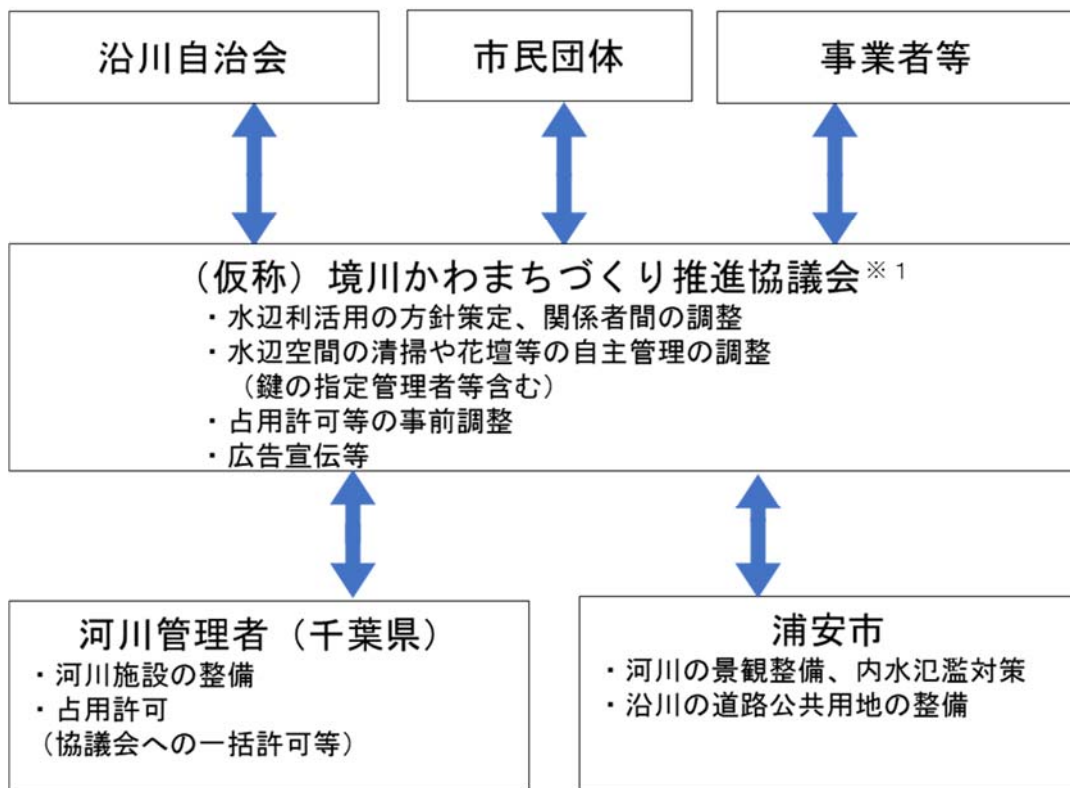 沿川自治会
市民団体
事業者等
（仮称）境川かわまちづくり推進協議会※1
・水辺利活用の方針策定、関係者間の調整
・水辺空間の清掃や花壇等の自主管理の調整
（鍵の指定管理者等含む）
・占用許可等の事前調整
・広告宣伝等
河川管理者（千葉県）
・河川施設の整備
・占用許可
（協議会への一括許可等）
浦安市
・河川の景観整備、内水氾濫対策
・沿川の道路公共用地の整備